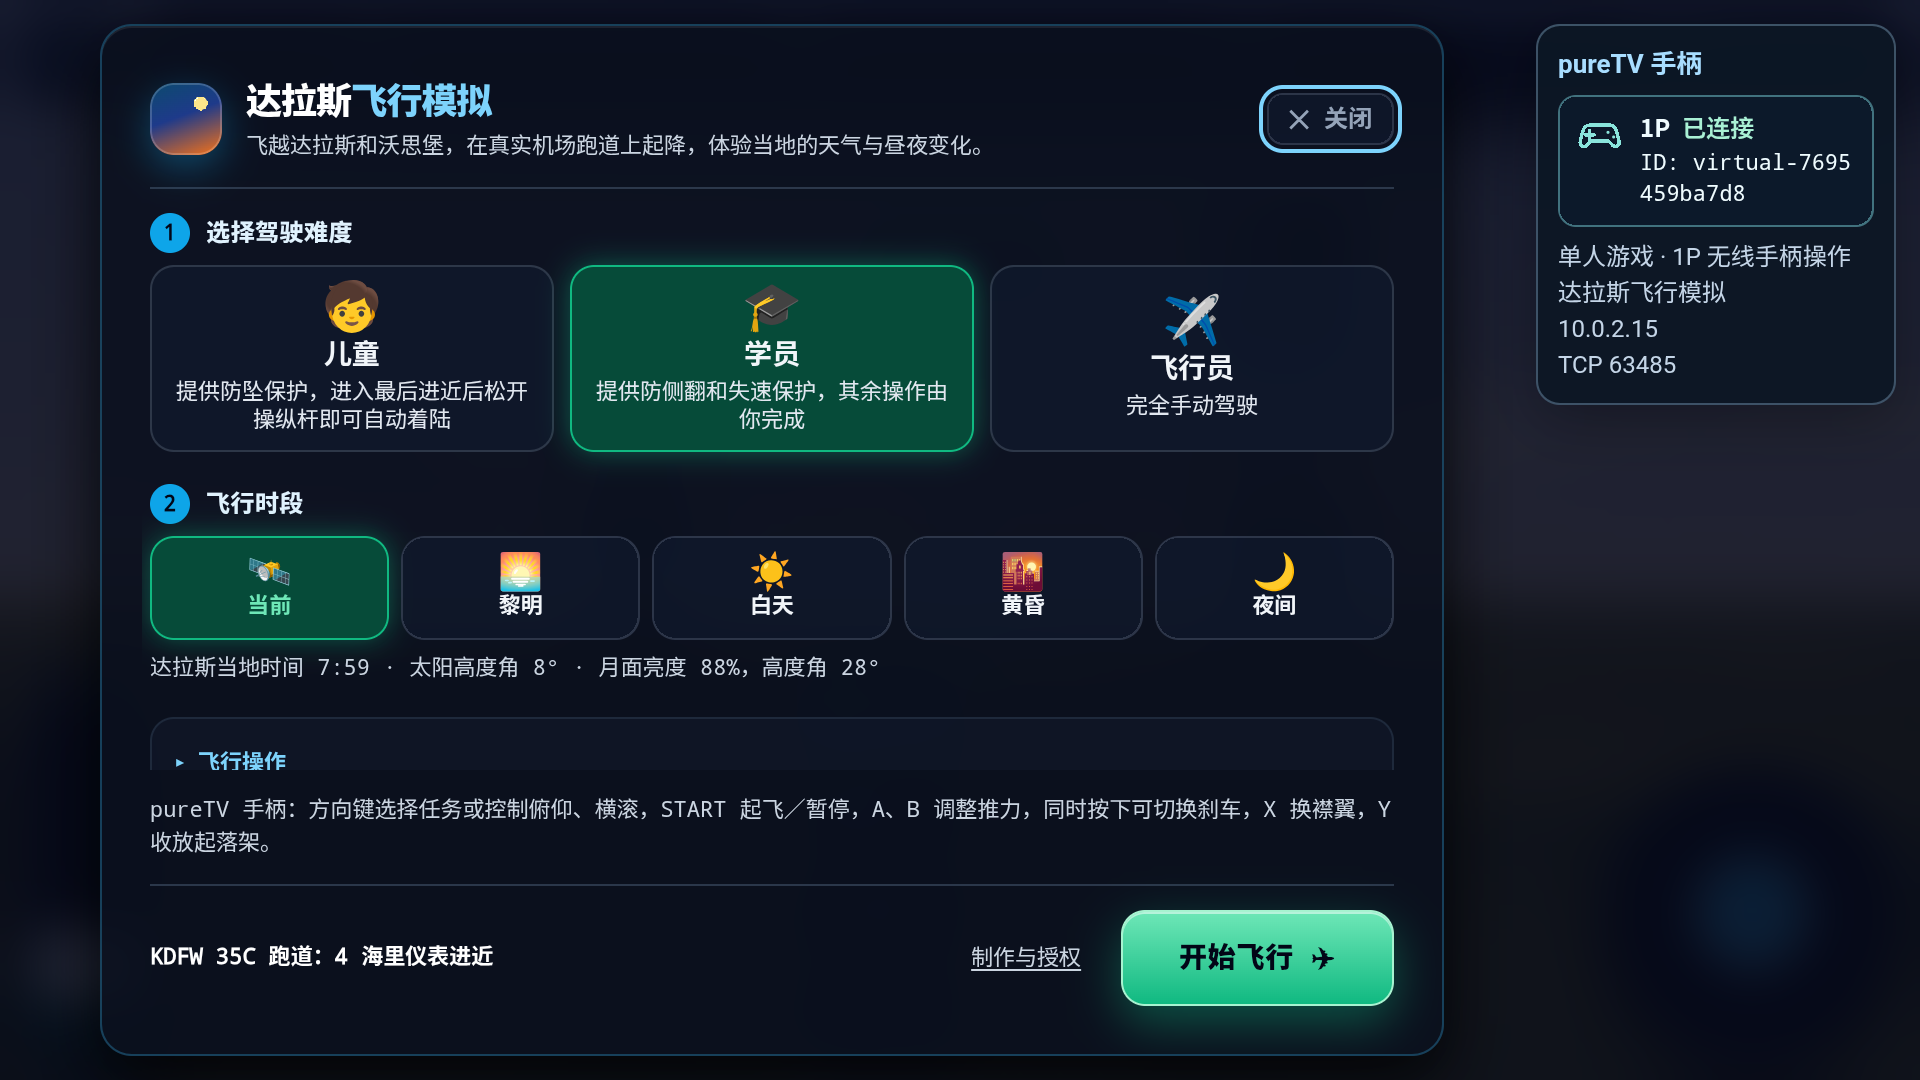 达拉斯飞行模拟
飞越达拉斯和沃思堡，在真实机场跑道上起降，体验当地的天气与昼夜变化。
关闭
1 选择驾驶难度
儿童
提供防坠保护，进入最后进近后松开
操纵杆即可自动着陆
学员
提供防侧翻和失速保护，其余操作由
你完成
飞行员
完全手动驾驶
2 飞行时段
当前
黎明
白天
黄昏
夜间
达拉斯当地时间 7:59 · 太阳高度角 8° · 月面亮度 88%，高度角 28°
▸ 飞行操作
pureTV 手柄：方向键选择任务或控制俯仰、横滚，START 起飞／暂停，A、B 调整推力，同时按下可切换刹车，X 换襟翼，Y
收放起落架。
KDFW 35C 跑道：4 海里仪表进近
制作与授权
开始飞行 ✈
pureTV 手柄
1P 已连接
ID: virtual-7695
459ba7d8
单人游戏 · 1P 无线手柄操作
达拉斯飞行模拟
10.0.2.15
TCP 63485